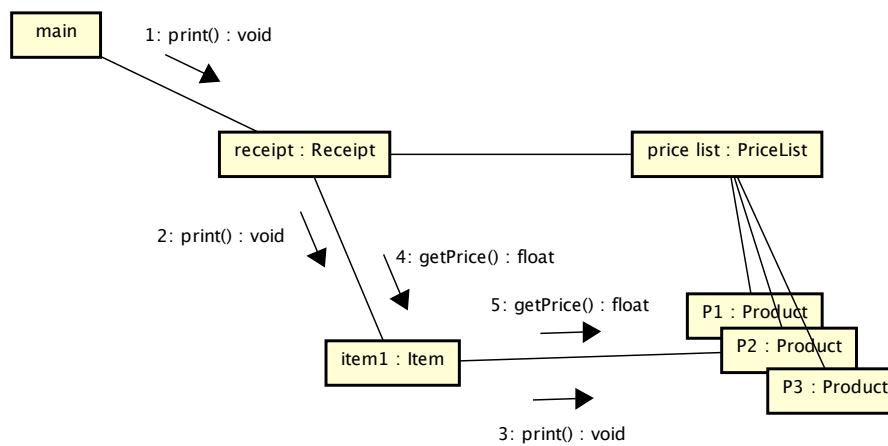 main
1: print() : void
receipt : Receipt
price list : PriceList
2: print() : void
4: getPrice() : float
5: getPrice() : float
P1 : Product
P2 : Product
item1 : Item
P3 : Product
3: print() : void